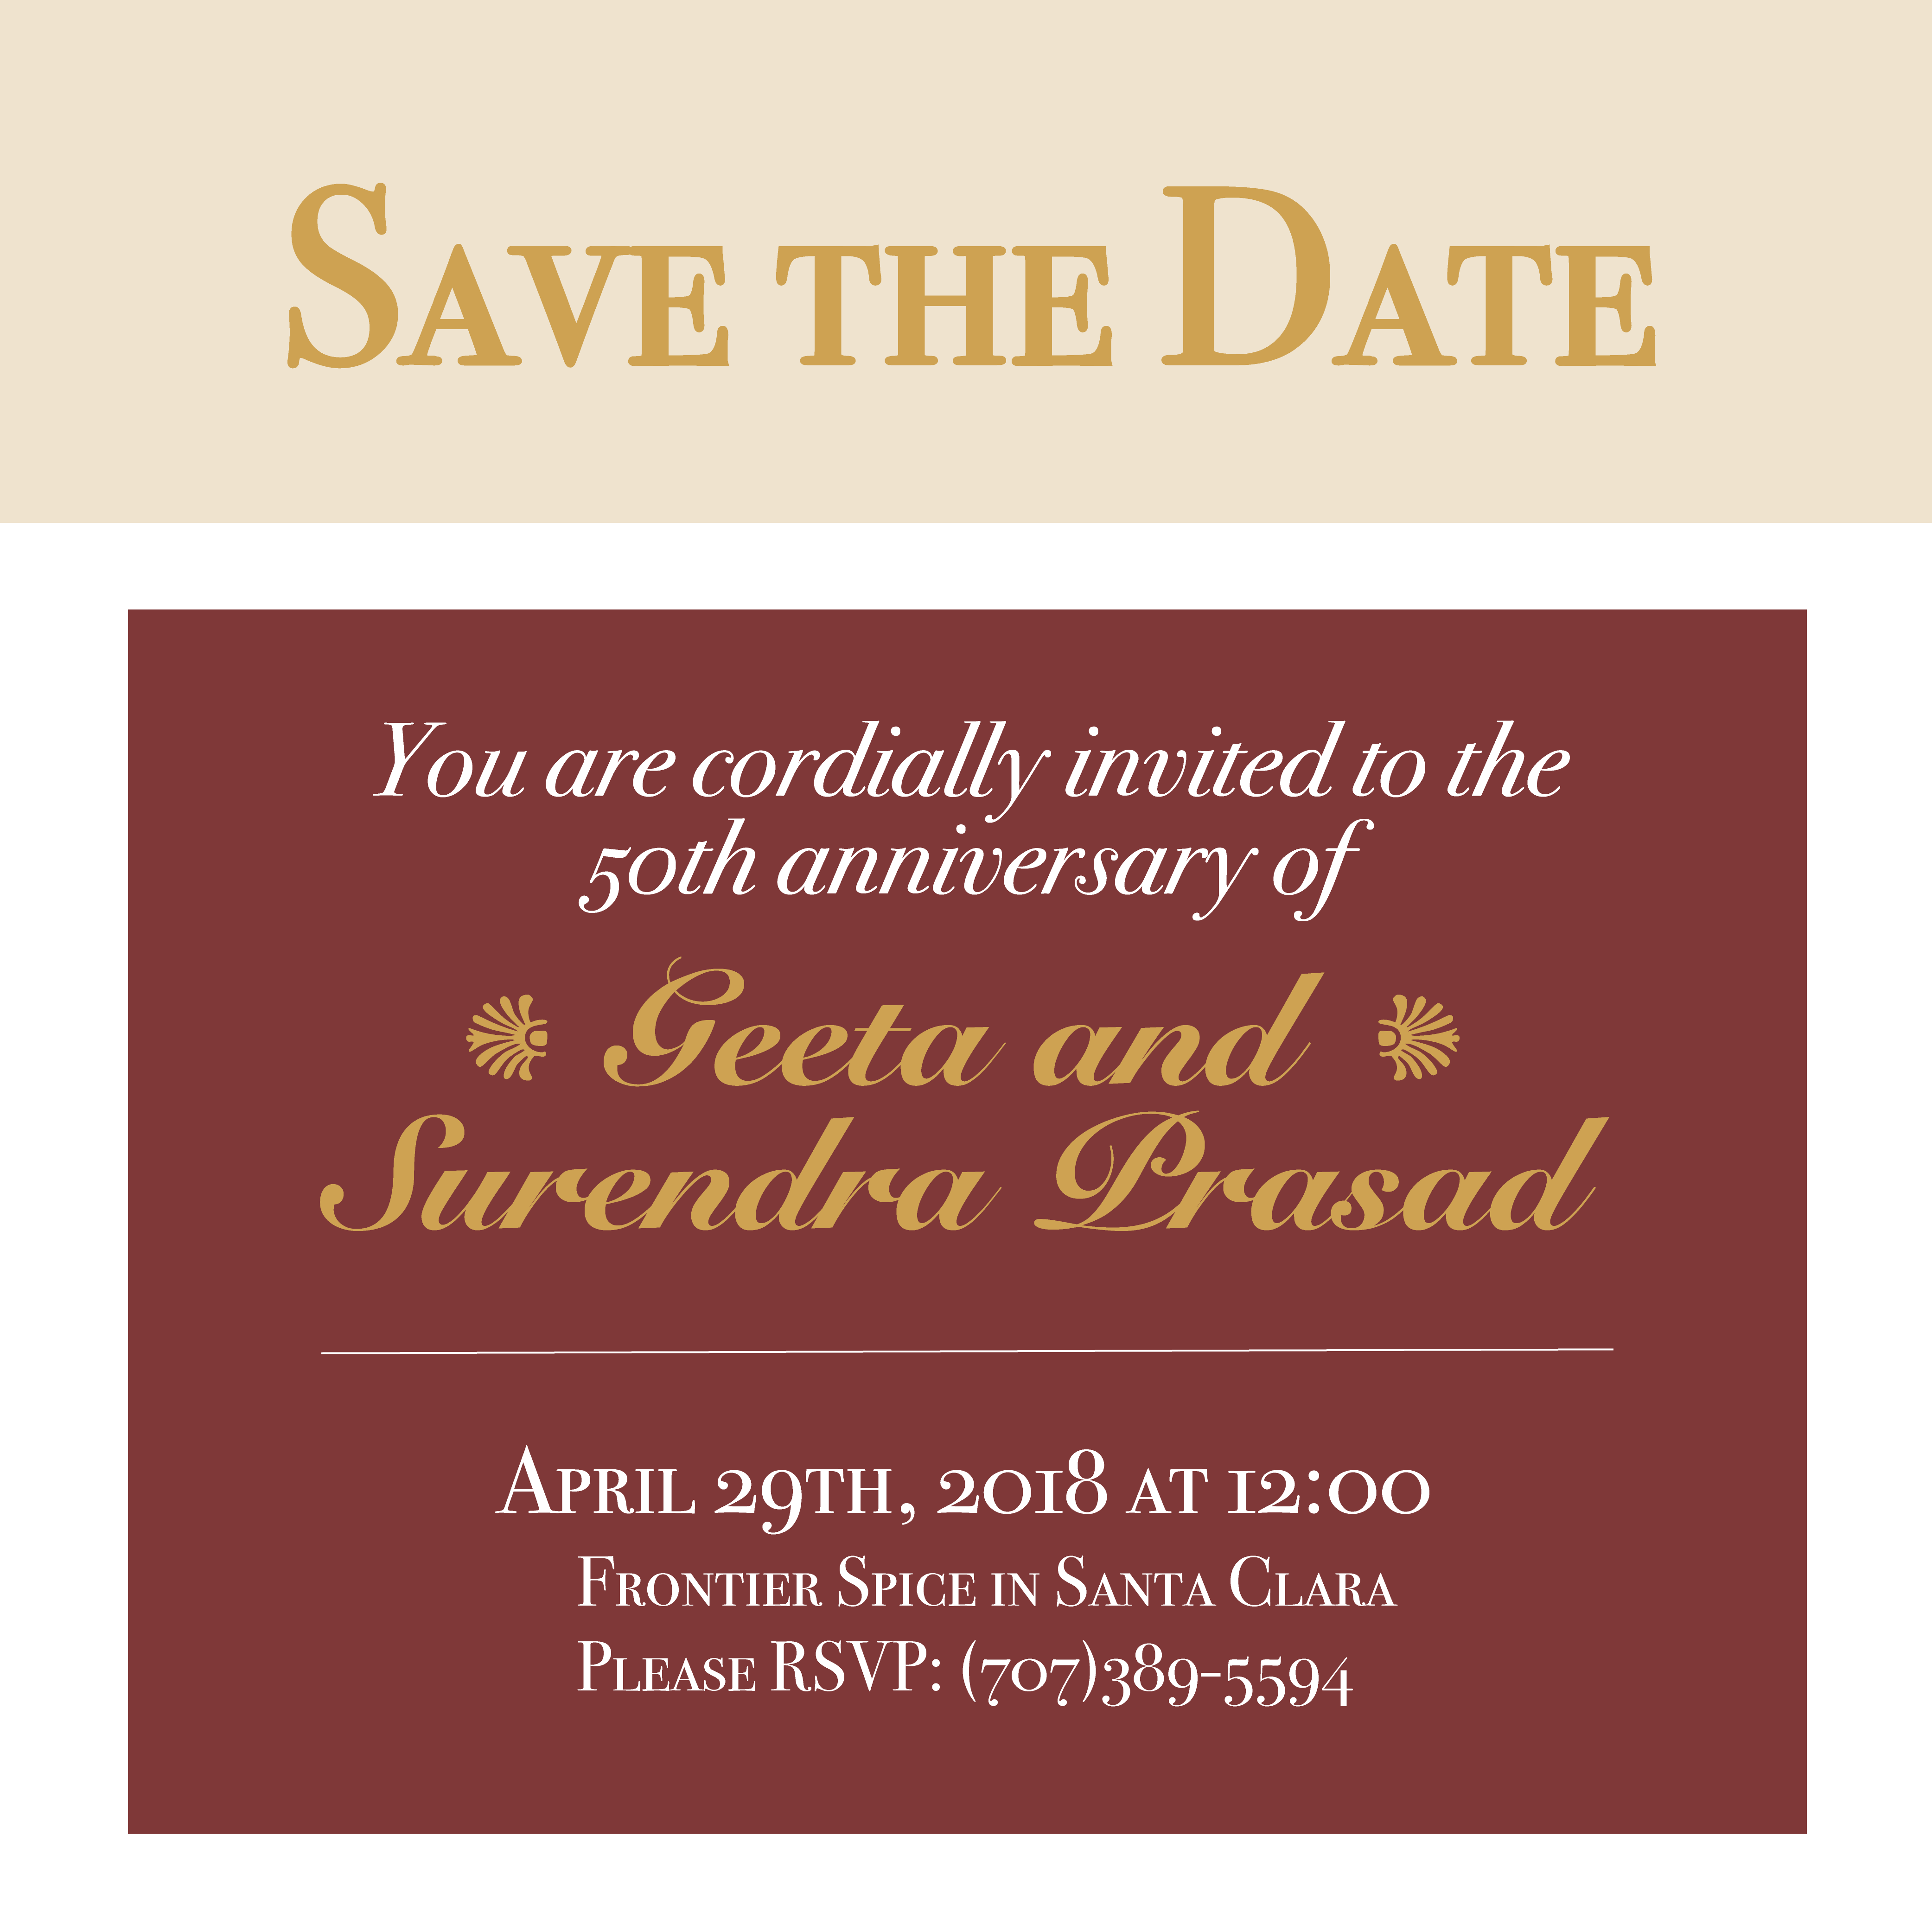 Save the Date
You are cordially invited to the
50th anniversary of
Geeta and
Surendra Prasad
April 29th, 2018 at 12:00
Frontier Spice in Santa Clara
Please RSVP: (707)389-5594